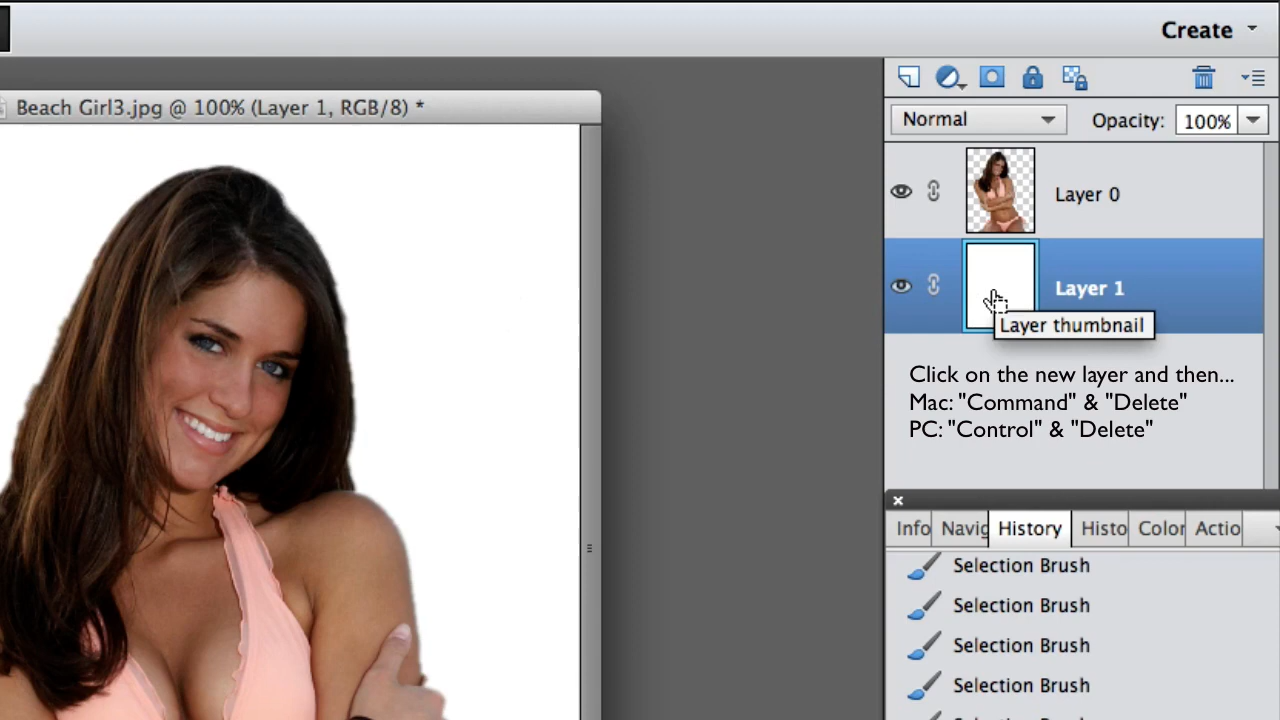 Create
Beach Girl3.jpg @ 100% (Layer 1, RGB/8) *
Normal
Opacity: 100%
Layer 0
Layer 1
Layer thumbnail
Click on the new layer and then...
Mac: "Command" & "Delete"
PC: "Control" & "Delete"
Info Navig History Histo Color Actio
Selection Brush
Selection Brush
Selection Brush
Selection Brush